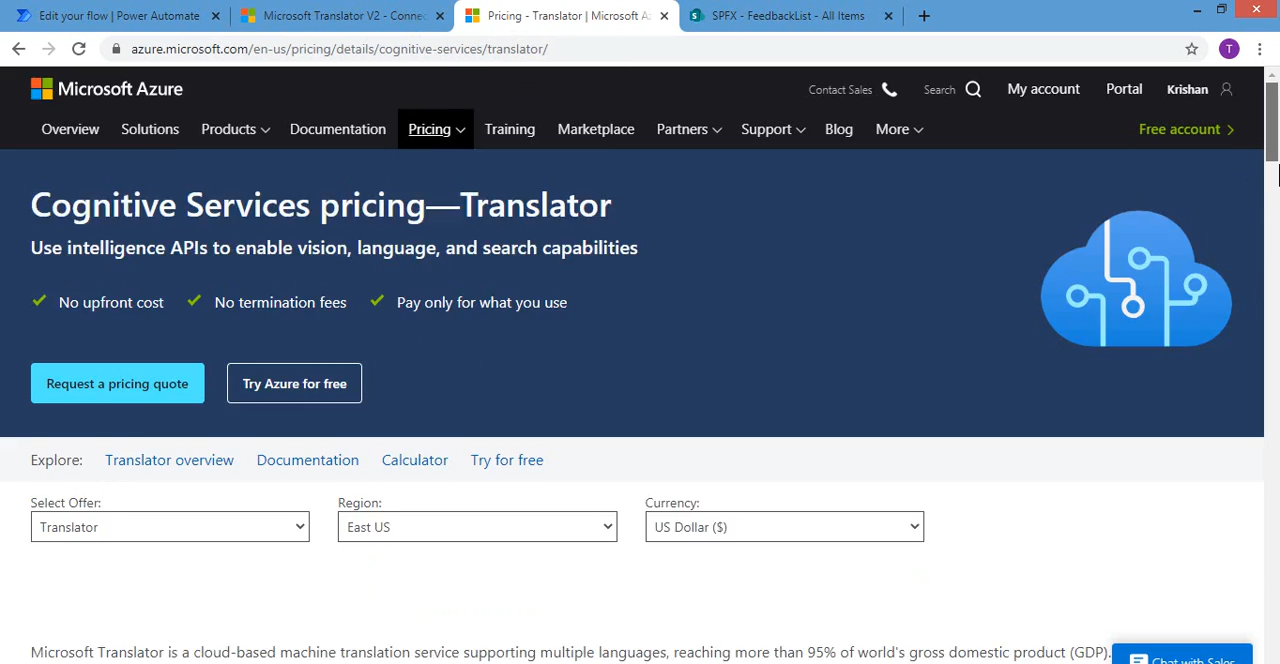 Edit your flow | Power Automate
Microsoft Translator V2 - Connec
Pricing - Translator | Microsoft Az
SPFX - FeedbackList - All Items
azure.microsoft.com/en-us/pricing/details/cognitive-services/translator/
T
Microsoft Azure
Contact Sales
Search
My account
Portal
Krishan
Overview
Solutions
Products
Documentation
Pricing
Training
Marketplace
Partners
Support
Blog
More
Free account
Cognitive Services pricing—Translator
Use intelligence APIs to enable vision, language, and search capabilities
No upfront cost
No termination fees
Pay only for what you use
Request a pricing quote
Try Azure for free
Explore:
Translator overview
Documentation
Calculator
Try for free
Select Offer:
Region:
Currency:
Translator
East US
US Dollar ($)
Microsoft Translator is a cloud-based machine translation service supporting multiple languages, reaching more than 95% of world's gross domestic product (GDP).
Chat with Sales